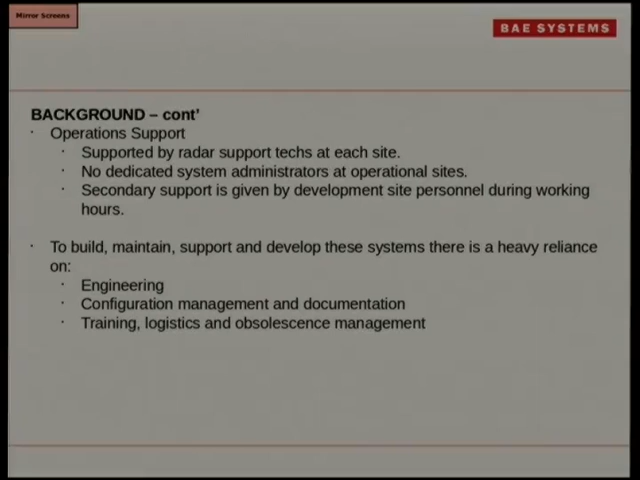 Mirror Screens
BAE SYSTEMS
BACKGROUND – cont’
· Operations Support
· Supported by radar support techs at each site.
· No dedicated system administrators at operational sites.
· Secondary support is given by development site personnel during working
hours.
· To build, maintain, support and develop these systems there is a heavy reliance
on:
· Engineering
· Configuration management and documentation
· Training, logistics and obsolescence management